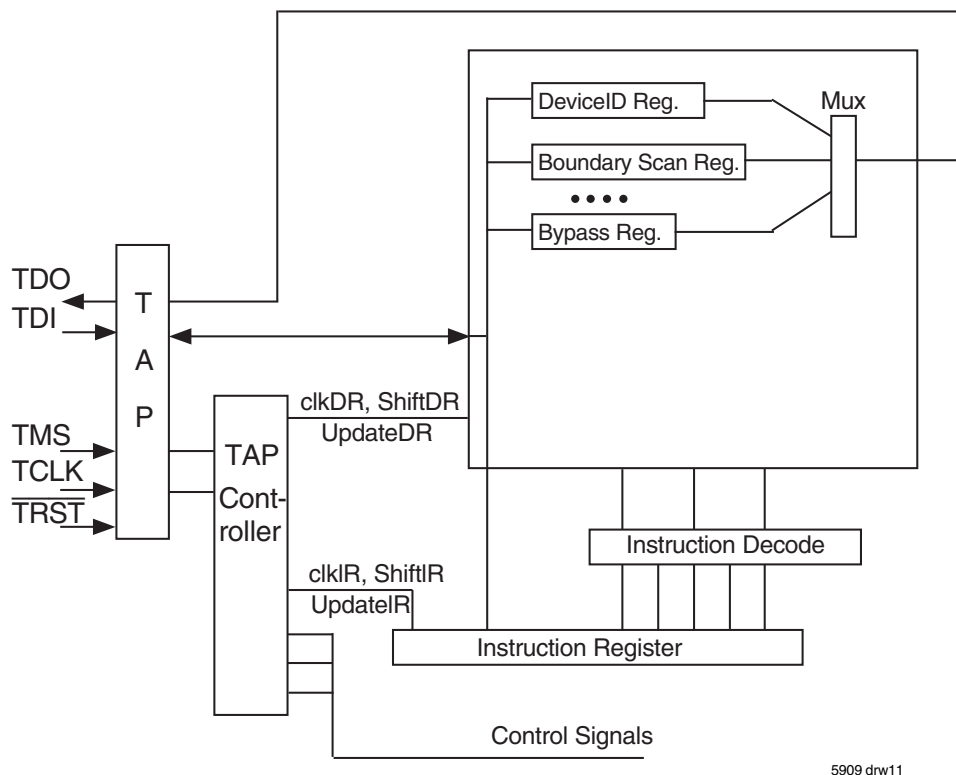 DeviceID Reg.
Mux
Boundary Scan Reg.
Bypass Reg.
TDO
TDI
T
A
P
TMS
TCLK
TRST
clkDR, ShiftDR
UpdateDR
TAP
Cont-
roller
Instruction Decode
clklR, ShiftIR
UpdateIR
Instruction Register
Control Signals
5909 drw11